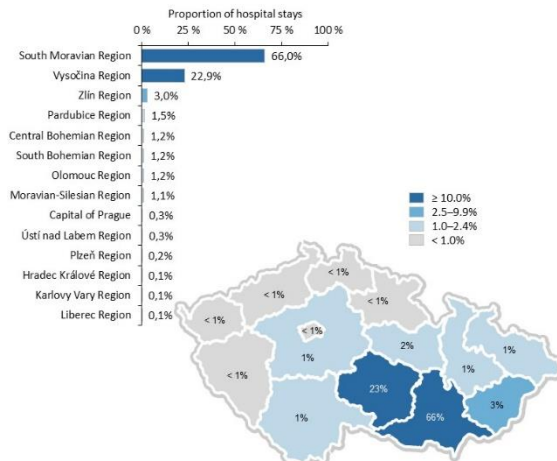 Proportion of hospital stays
0 % 25 % 50 % 75 % 100 %
South Moravian Region 66,0%
Vysočina Region 22,9%
Zlín Region 3,0%
Pardubice Region 1,5%
Central Bohemian Region 1,2%
South Bohemian Region 1,2%
Olomouc Region 1,2%
Moravian-Silesian Region 1,1%
Capital of Prague 0,3%
Ústí nad Labem Region 0,3%
Plzeň Region 0,2%
Hradec Králové Region 0,1%
Karlovy Vary Region 0,1%
Liberec Region 0,1%
≥ 10.0%
2.5–9.9%
1.0–2.4%
< 1.0%
< 1%
< 1%
< 1%
< 1%
< 1%
2%
1%
1%
1%
< 1%
23%
3%
66%
1%